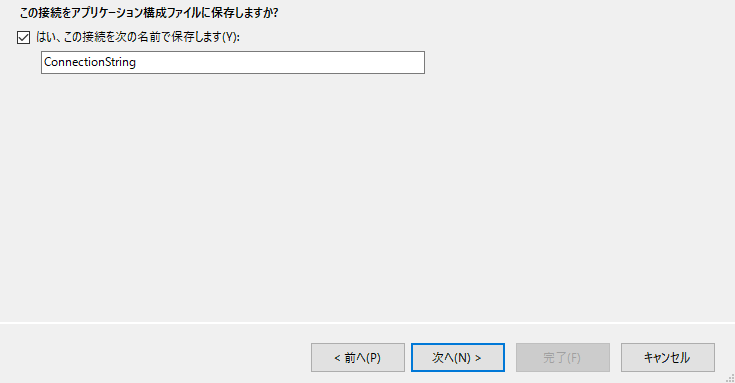 この接続をアプリケーション構成ファイルに保存しますか?
はい、この接続を次の名前で保存します(Y):
ConnectionString
< 前へ(P)
次へ(N) >
完了(F)
キャンセル